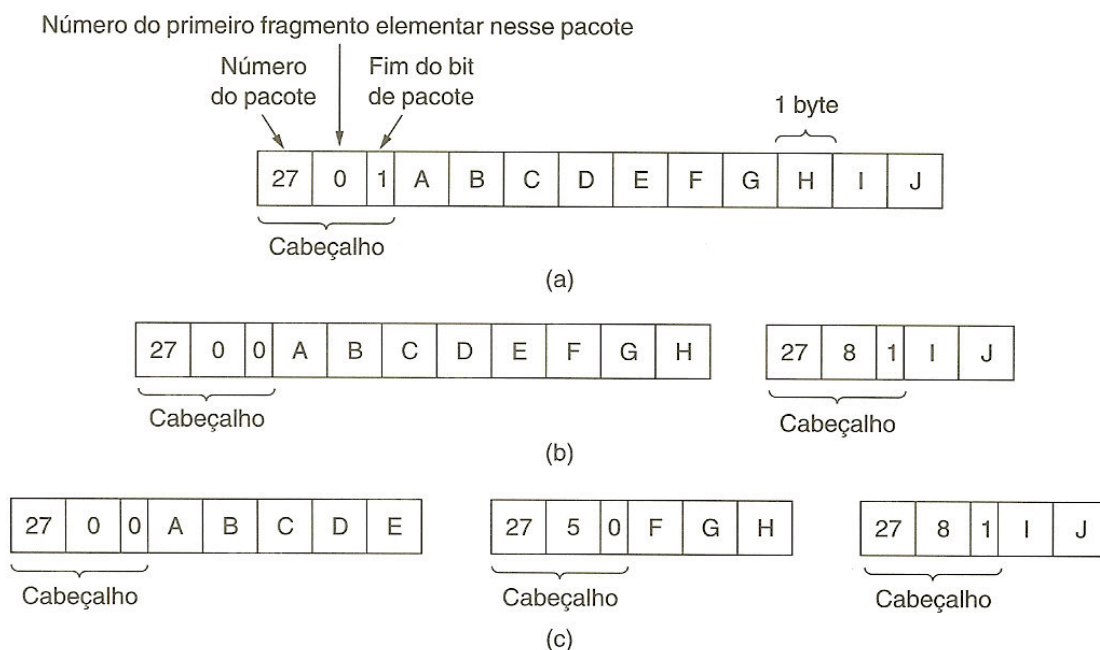 Número do primeiro fragmento elementar nesse pacote
Número do pacote
Fim do bit de pacote
1 byte
27 0 1 A B C D E F G H I J
Cabeçalho
(a)
27 0 0 A B C D E F G H
27 8 1 I J
Cabeçalho
Cabeçalho
(b)
27 0 0 A B C D E
27 5 0 F G H
27 8 1 I J
Cabeçalho
Cabeçalho
Cabeçalho
(c)